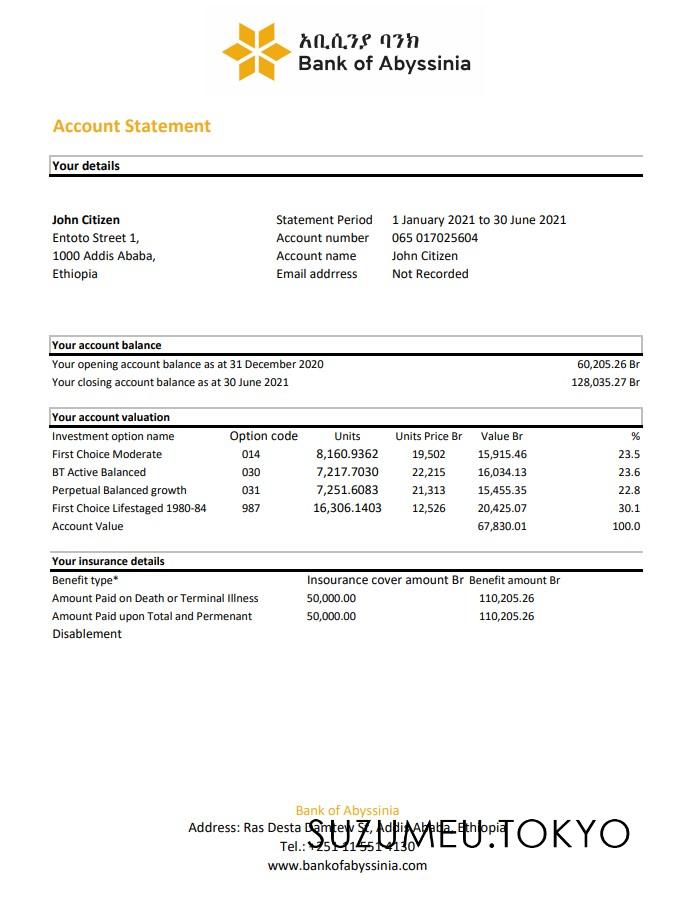 አቢሲንያ ባንክ
Bank of Abyssinia
Account Statement
Your details
John Citizen Statement Period 1 January 2021 to 30 June 2021
Entoto Street 1, Account number 065 017025604
1000 Addis Ababa, Account name John Citizen
Ethiopia Email addrress Not Recorded
Your account balance
Your opening account balance as at 31 December 2020 60,205.26 Br
Your closing account balance as at 30 June 2021 128,035.27 Br
Your account valuation
Investment option name Option code Units Units Price Br Value Br %
First Choice Moderate 014 8,160.9362 19,502 15,915.46 23.5
BT Active Balanced 030 7,217.7030 22,215 16,034.13 23.6
Perpetual Balanced growth 031 7,251.6083 21,313 15,455.35 22.8
First Choice Lifestaged 1980-84 987 16,306.1403 12,526 20,425.07 30.1
Account Value 67,830.01 100.0
Your insurance details
Benefit type* Insourance cover amount Br Benefit amount Br
Amount Paid on Death or Terminal Illness 50,000.00 110,205.26
Amount Paid upon Total and Permenant 50,000.00 110,205.26
Disablement
Bank of Abyssinia
Address: Ras Desta Damtew St, Addis Ababa, Ethiopia
SUZUMEU.TOKYO
Tel.: +251 11 551 4130
www.bankofabyssinia.com